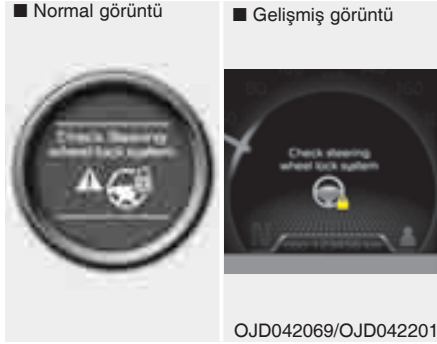 ■ Normal görüntü
■ Gelişmiş görüntü
Check Steering
wheel lock system
Check steering
wheel lock system
OJD042069/OJD042201